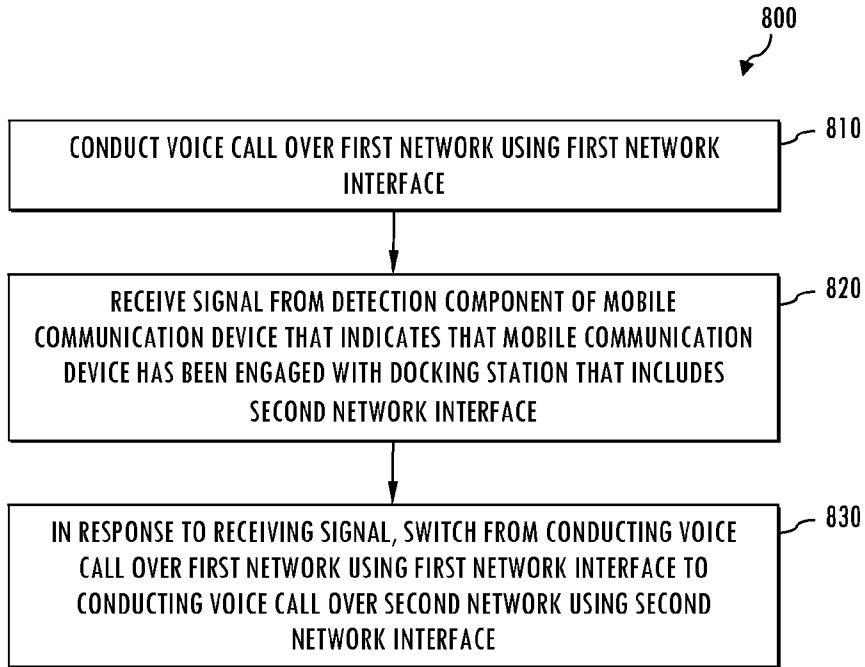 800
CONDUCT VOICE CALL OVER FIRST NETWORK USING FIRST NETWORK
INTERFACE
810
RECEIVE SIGNAL FROM DETECTION COMPONENT OF MOBILE
COMMUNICATION DEVICE THAT INDICATES THAT MOBILE COMMUNICATION
DEVICE HAS BEEN ENGAGED WITH DOCKING STATION THAT INCLUDES
SECOND NETWORK INTERFACE
820
IN RESPONSE TO RECEIVING SIGNAL, SWITCH FROM CONDUCTING VOICE
CALL OVER FIRST NETWORK USING FIRST NETWORK INTERFACE TO
CONDUCTING VOICE CALL OVER SECOND NETWORK USING SECOND
NETWORK INTERFACE
830